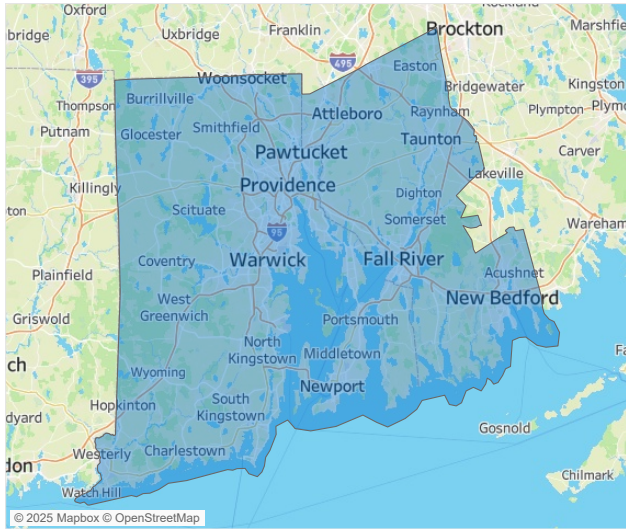 Oxford
Rockland
bridge
Uxbridge
Franklin
Brockton
Marshfie
495
Woonsocket
Easton
395
Bridgewater
Kingston
Thompson
Burrillville
Attleboro
Raynham
Plympton
Plymo
Putnam
Glocester
Smithfield
Taunton
Pawtucket
Carver
Killingly
Providence
Lakeville
Dighton
ton
Scituate
Somerset
Wareham
95
Coventry
Warwick
Fall River
Plainfield
Acushnet
West
Greenwich
New Bedford
Griswold
Portsmouth
North
Kingstown
Middletown
ch
Wyoming
Newport
South
Kingstown
Hopkinton
dyard
Gosnold
Charlestown
Westerly
don
Chilmark
Watch Hill
© 2025 Mapbox © OpenStreetMap